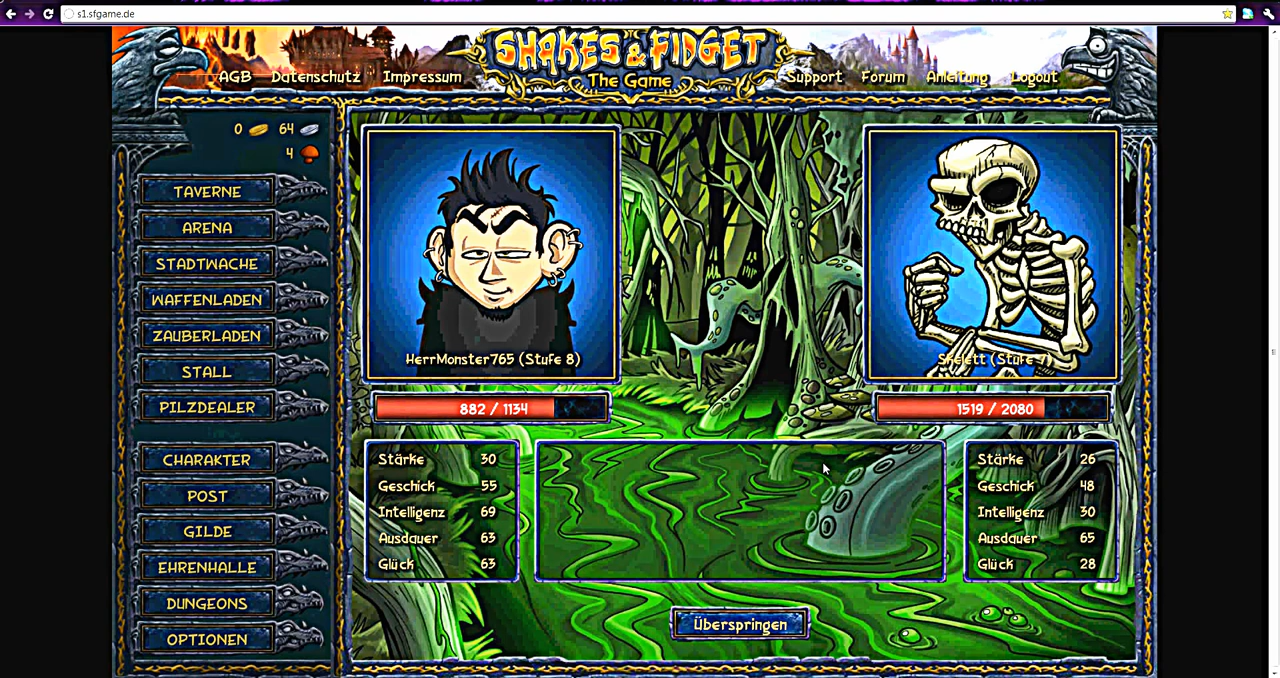 s1.sfgame.de
SHAKES & FIDGET
The Game
AGB Datenschutz Impressum
Support Forum Anleitung Logout
0 64
4
TAVERNE
ARENA
STADTWACHE
WAFFENLADEN
ZAUBERLADEN
STALL
PILZDEALER
CHARAKTER
POST
GILDE
EHRENHALLE
DUNGEONS
OPTIONEN
HerrMonster765 (Stufe 8)
882 / 1134
Stärke 30
Geschick 55
Intelligenz 69
Ausdauer 63
Glück 63
Skelett (Stufe 7)
1519 / 2080
Stärke 26
Geschick 48
Intelligenz 30
Ausdauer 65
Glück 28
Überspringen